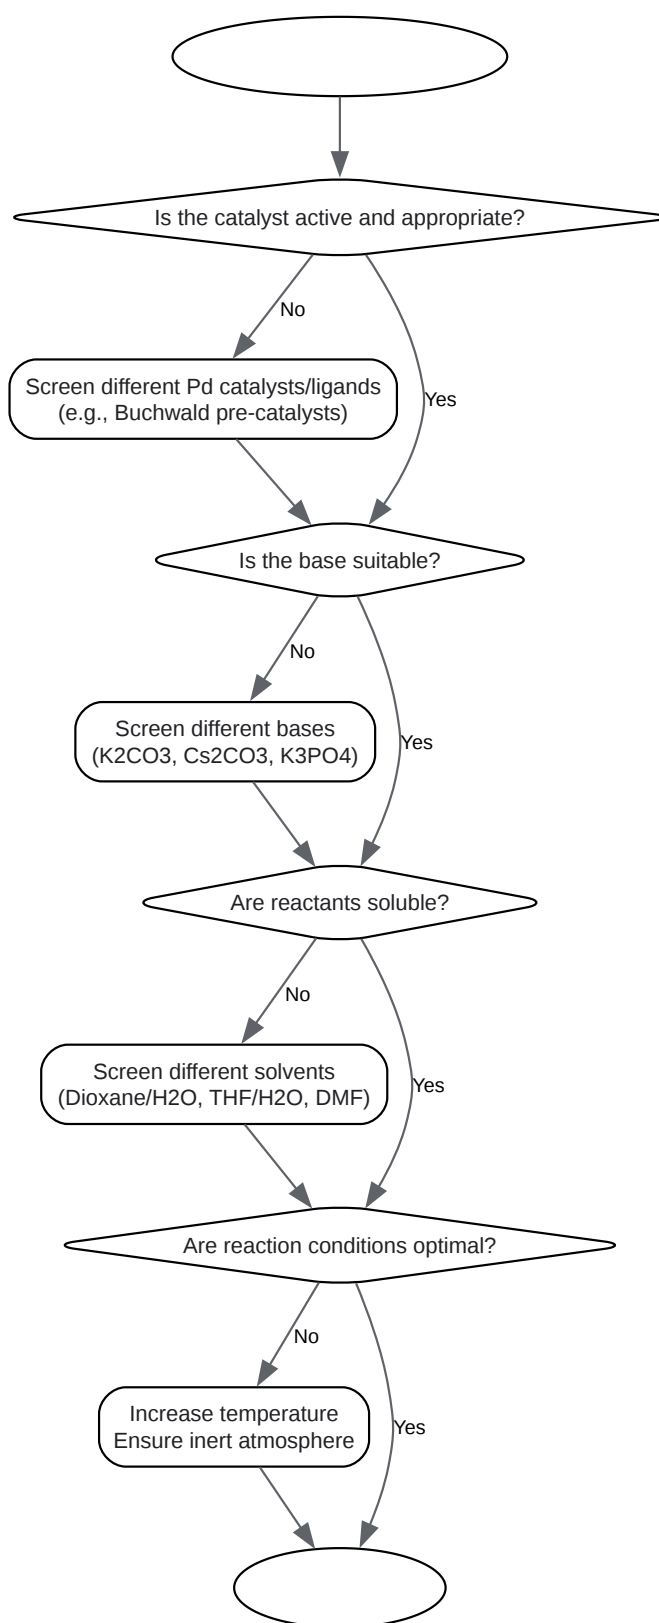 Is the catalyst active and appropriate?
No
Screen different Pd catalysts/ligands
(e.g., Buchwald pre-catalysts)
Yes
Is the base suitable?
No
Screen different bases
(K2CO3, Cs2CO3, K3PO4)
Yes
Are reactants soluble?
No
Screen different solvents
(Dioxane/H2O, THF/H2O, DMF)
Yes
Are reaction conditions optimal?
No
Increase temperature
Ensure inert atmosphere
Yes